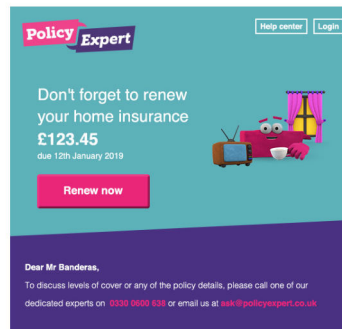 Policy Expert
Help center
Login
Don't forget to renew
your home insurance
£123.45
due 12th January 2019
Renew now
Dear Mr Banderas,
To discuss levels of cover or any of the policy details, please call one of our
dedicated experts on 0330 0600 638 or email us at ask@policyexpert.co.uk